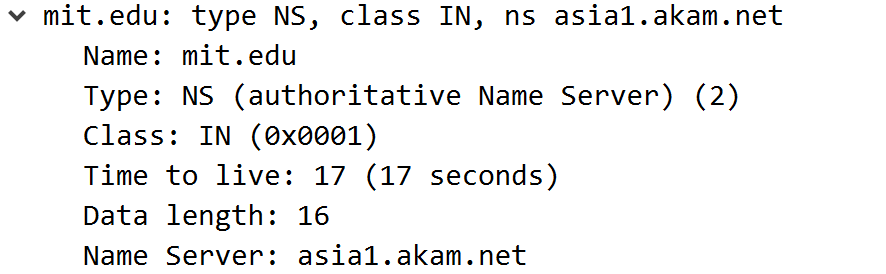 mit.edu: type NS, class IN, ns asia1.akam.net
Name: mit.edu
Type: NS (authoritative Name Server) (2)
Class: IN (0x0001)
Time to live: 17 (17 seconds)
Data length: 16
Name Server: asia1.akam.net